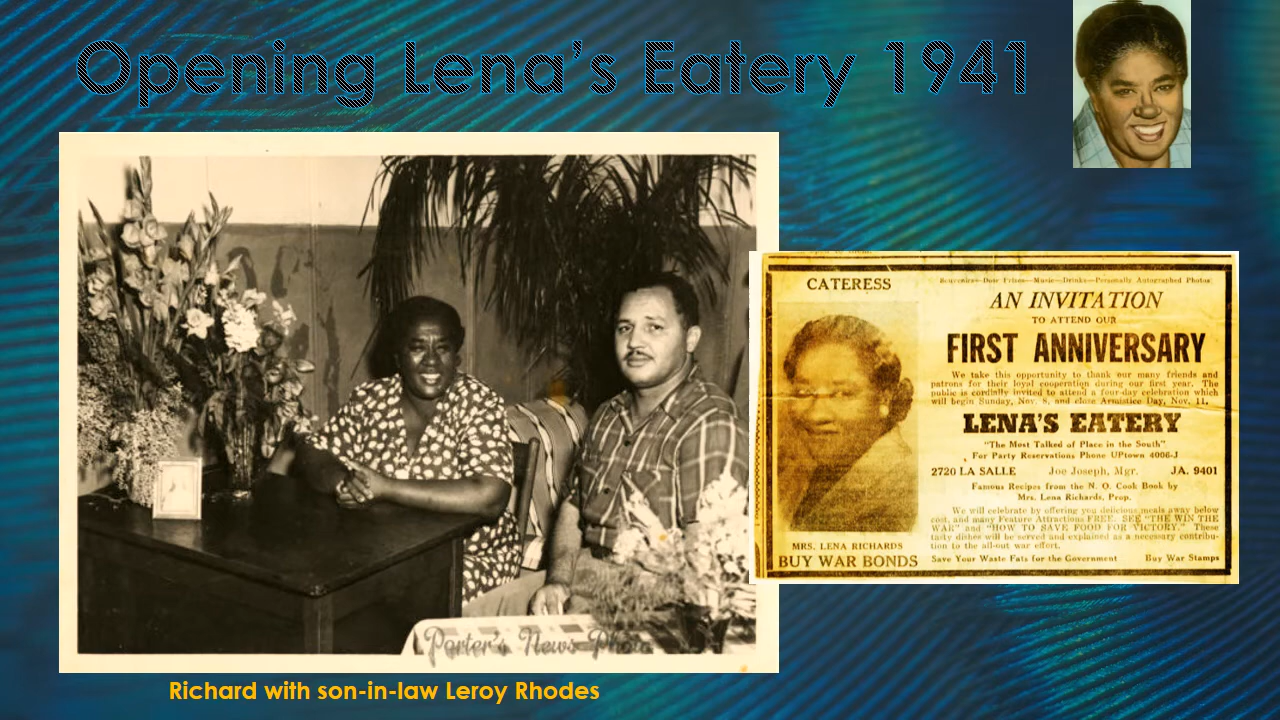 Opening Lena's Eatery 1941
CATERESS
Souvenirs—Door Prizes—Music—Drinks—Personally Autographed Photos
AN INVITATION
TO ATTEND OUR
FIRST ANNIVERSARY
We take this opportunity to thank our many friends and
patrons for their loyal cooperation during our first year. The
public is cordially invited to attend a four-day celebration which
will begin Sunday, Nov. 8, and close Armistice Day, Nov. 11,
LENA'S EATERY
"The Most Talked of Place in the South"
For Party Reservations Phone UPtown 4006-J
2720 LA SALLE Joe Joseph, Mgr. JA. 9401
Famous Recipes from the N. O. Cook Book by
Mrs. Lena Richards, Prop.
We will celebrate by offering you delicious meals away below
cost, and many Feature Attractions FREE. SEE "THE WIN THE
WAR" and "HOW TO SAVE FOOD FOR VICTORY." These
tasty dishes will be served and explained as a necessary contribu-
tion to the all-out war effort.
MRS. LENA RICHARDS
BUY WAR BONDS
Save Your Waste Fats for the Government Buy War Stamps
Porter's News Photo
Richard with son-in-law Leroy Rhodes